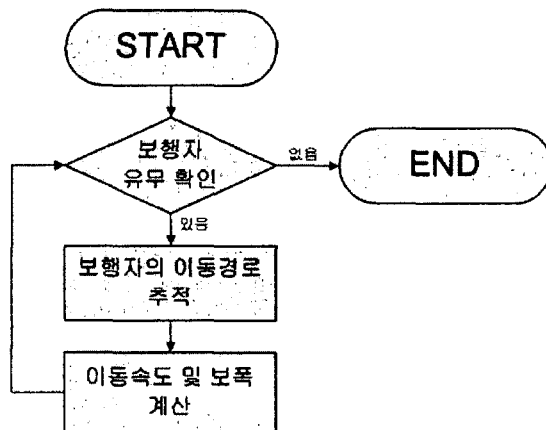 START
보행자
유무 확인
없음
END
있음
보행자의 이동경로
추적
이동속도 및 보폭
계산